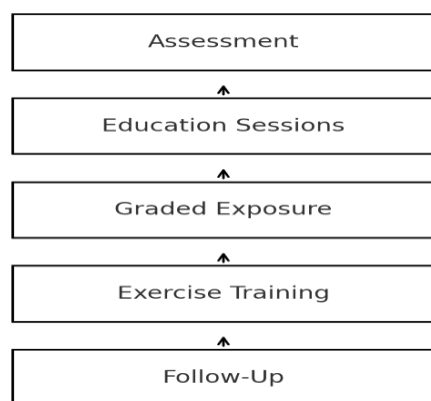 Assessment
Education Sessions
Graded Exposure
Exercise Training
Follow-Up